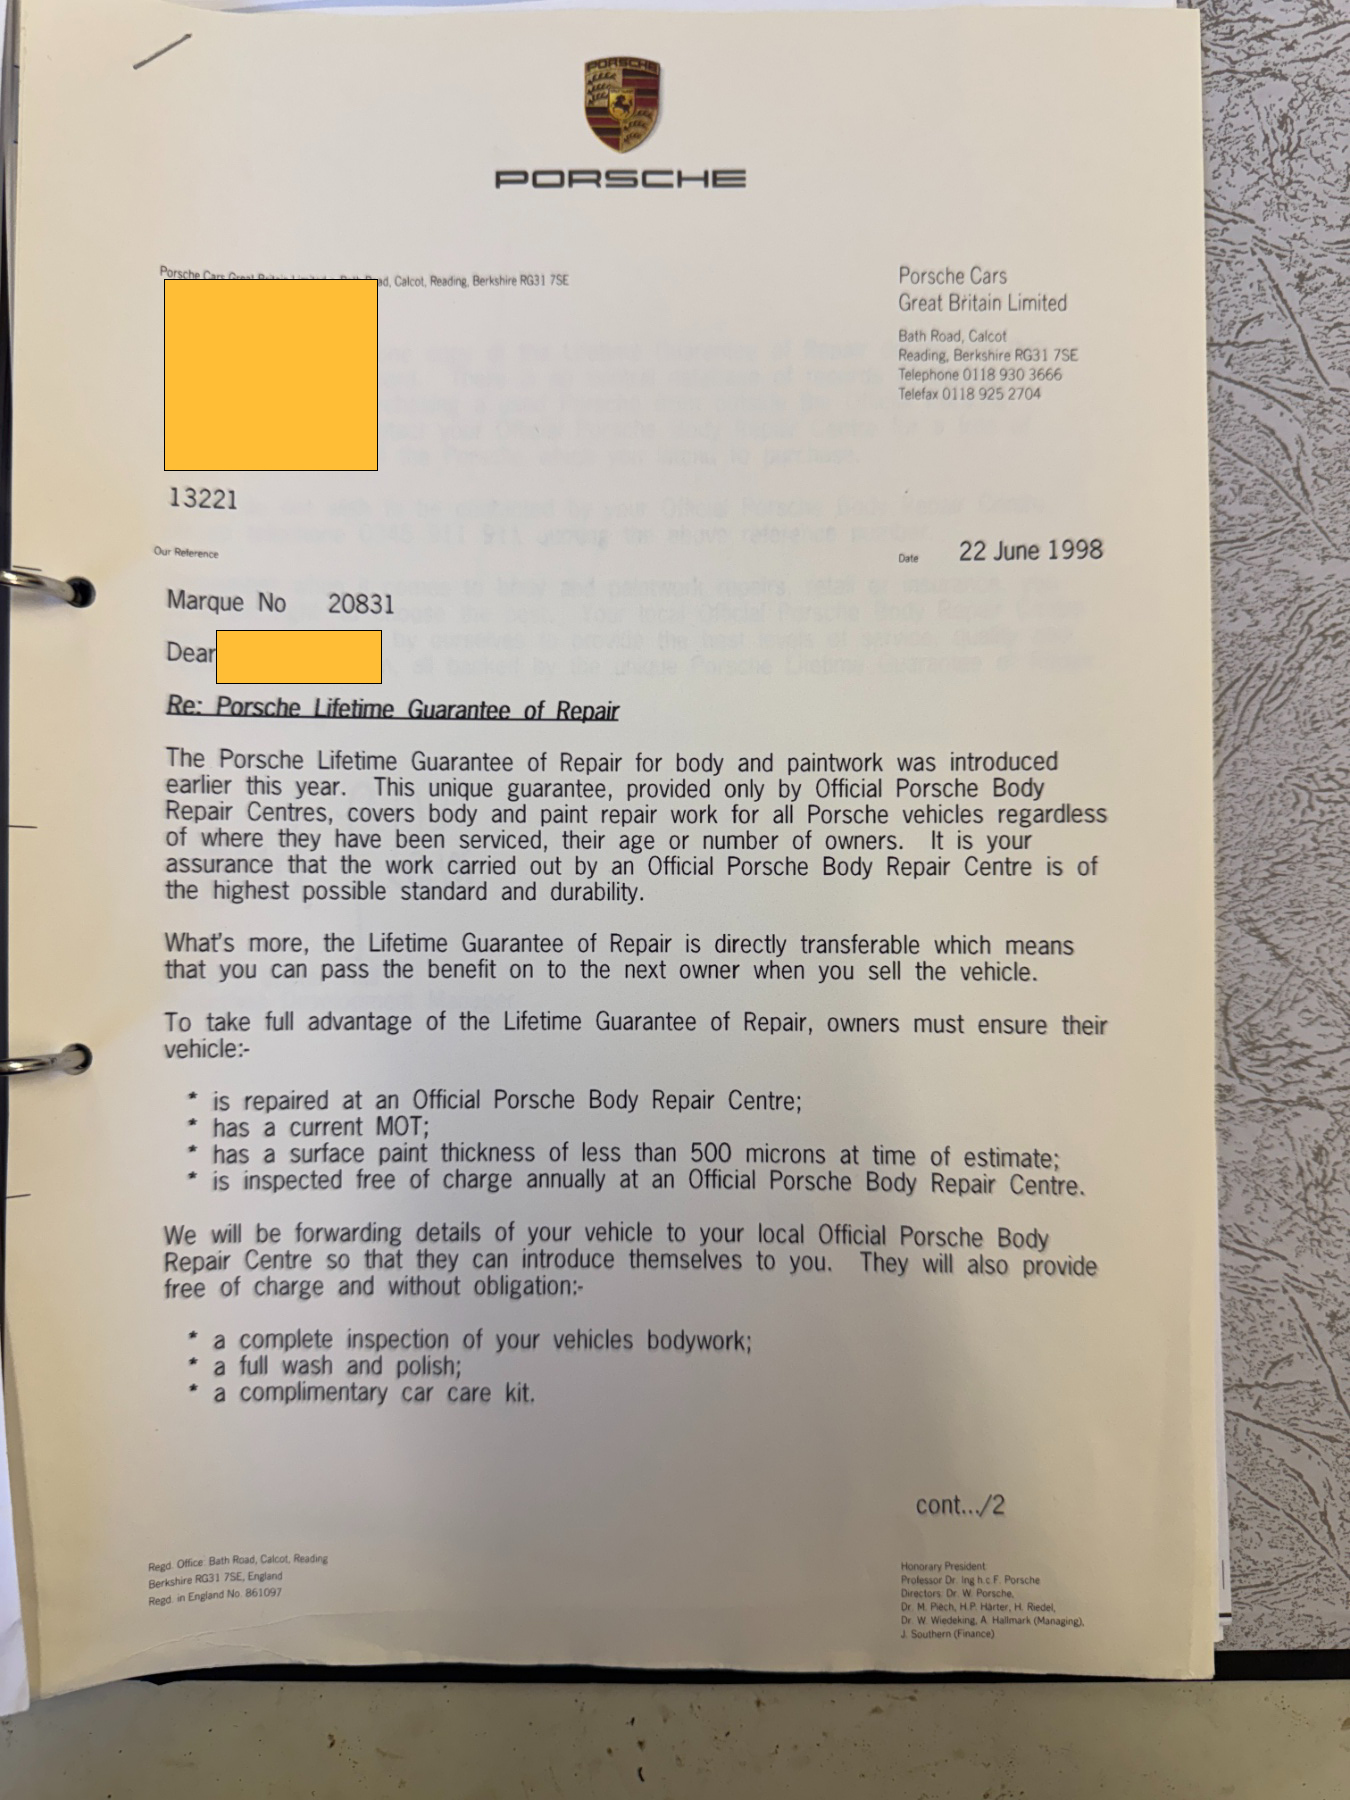 PORSCHE
PORSCHE
Porsche Cars Great Britain Limited Road, Calcot, Reading, Berkshire RG31 7SE
Porsche Cars
Great Britain Limited
Bath Road, Calcot
Reading, Berkshire RG31 7SE
Telephone 0118 930 3666
Telefax 0118 925 2704
13221
Our Reference
Date 22 June 1998
Marque No 20831
Dear
Re: Porsche Lifetime Guarantee of Repair
The Porsche Lifetime Guarantee of Repair for body and paintwork was introduced
earlier this year. This unique guarantee, provided only by Official Porsche Body
Repair Centres, covers body and paint repair work for all Porsche vehicles regardless
of where they have been serviced, their age or number of owners. It is your
assurance that the work carried out by an Official Porsche Body Repair Centre is of
the highest possible standard and durability.
What's more, the Lifetime Guarantee of Repair is directly transferable which means
that you can pass the benefit on to the next owner when you sell the vehicle.
To take full advantage of the Lifetime Guarantee of Repair, owners must ensure their
vehicle:-
* is repaired at an Official Porsche Body Repair Centre;
* has a current MOT;
* has a surface paint thickness of less than 500 microns at time of estimate;
* is inspected free of charge annually at an Official Porsche Body Repair Centre.
We will be forwarding details of your vehicle to your local Official Porsche Body
Repair Centre so that they can introduce themselves to you. They will also provide
free of charge and without obligation:-
* a complete inspection of your vehicles bodywork;
* a full wash and polish;
* a complimentary car care kit.
cont.../2
Regd. Office: Bath Road, Calcot, Reading
Berkshire RG31 7SE, England
Regd. in England No. 861097
Honorary President
Professor Dr. Ing h.c.F. Porsche
Directors: Dr. W. Porsche,
Dr. M. Piëch, H.P. Härter, H. Riedel,
Dr. W. Wiedeking, A. Hallmark (Managing),
J. Southern (Finance)